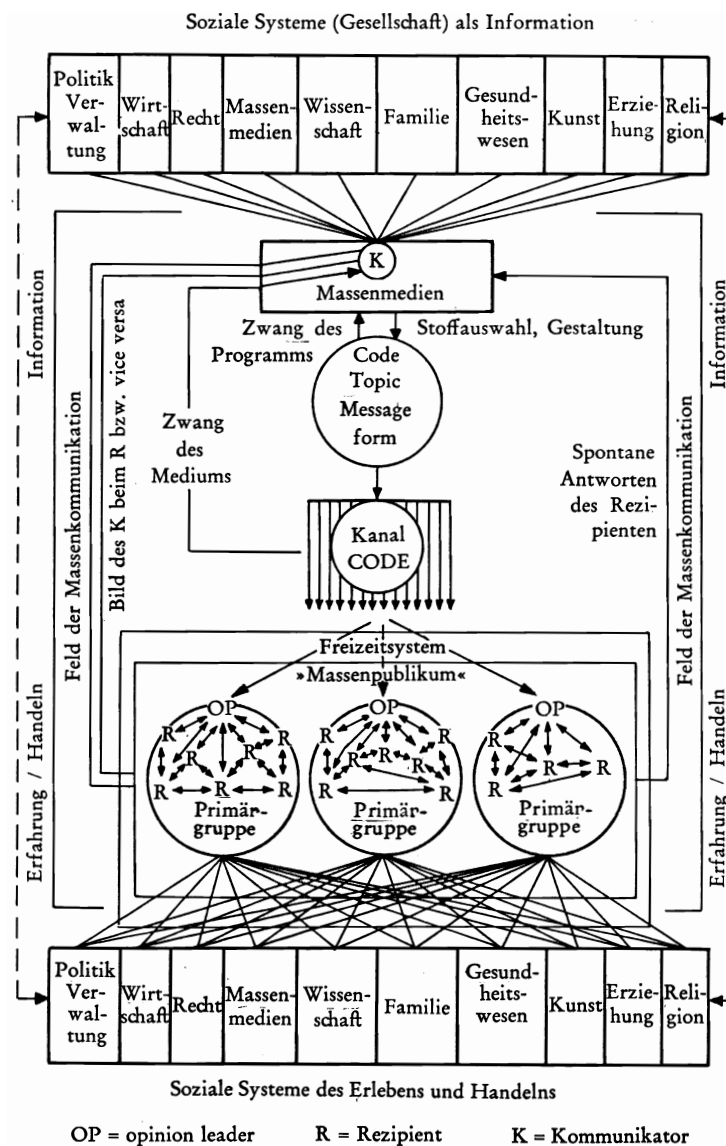 Soziale Systeme (Gesellschaft) als Information
Politik
Ver-
wal-
tung
Wirt-
schaft
Recht
Massen-
medien
Wissen-
schaft
Familie
Gesund-
heits-
wesen
Kunst
Erzie-
hung
Reli-
gion
K
Massenmedien
Zwang des
Programms
Stoffauswahl, Gestaltung
Code
Topic
Message
form
Zwang
des
Mediums
Spontane
Antworten
des Rezi-
pienten
Kanal
CODE
Information
Erfahrung / Handeln
Feld der Massenkommunikation
Bild des K beim R bzw. vice versa
Feld der Massenkommunikation
Information
Erfahrung / Handeln
Freizeitsystem
»Massenpublikum«
OP
R
R
R
R
R
R
R
Primär-
gruppe
OP
R
R
R
R
R
R
R
Primär-
gruppe
OP
R
R
R
R
Primär-
gruppe
Politik
Ver-
wal-
tung
Wirt-
schaft
Recht
Massen-
medien
Wissen-
schaft
Familie
Gesund-
heits-
wesen
Kunst
Erzie-
hung
Reli-
gion
Soziale Systeme des Erlebens und Handelns
OP = opinion leader R = Rezipient K = Kommunikator